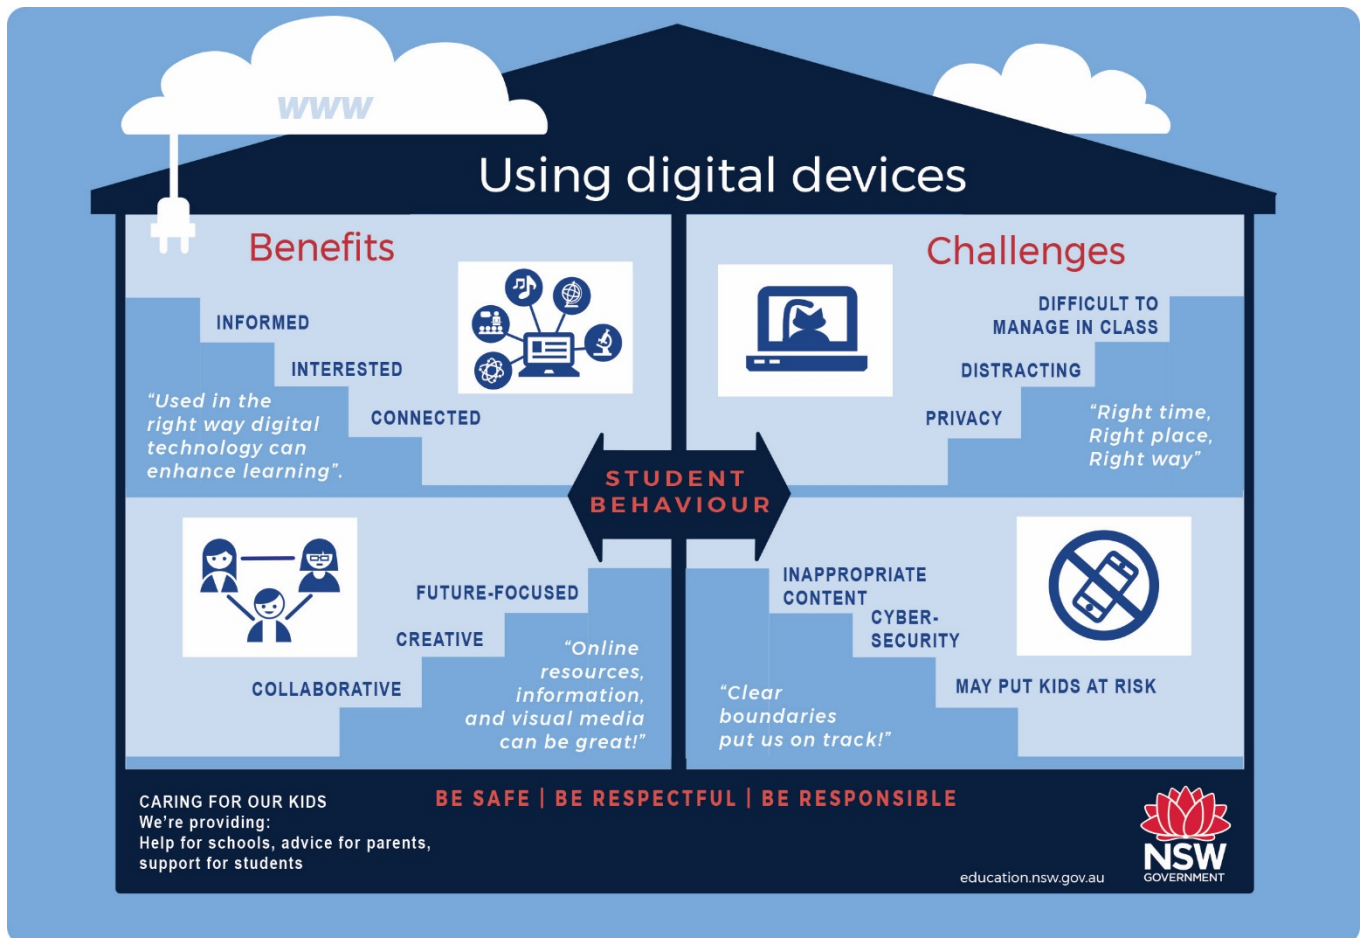 www
Using digital devices
Benefits
INFORMED
INTERESTED
CONNECTED
“Used in the
right way digital
technology can
enhance learning”.
Challenges
DIFFICULT TO
MANAGE IN CLASS
DISTRACTING
PRIVACY
“Right time,
Right place,
Right way”
STUDENT
BEHAVIOUR
FUTURE-FOCUSED
CREATIVE
COLLABORATIVE
“Online
resources,
information,
and visual media
can be great!”
INAPPROPRIATE
CONTENT
CYBER-
SECURITY
MAY PUT KIDS AT RISK
“Clear
boundaries
put us on track!”
CARING FOR OUR KIDS
We’re providing:
Help for schools, advice for parents,
support for students
BE SAFE | BE RESPECTFUL | BE RESPONSIBLE
education.nsw.gov.au
NSW
GOVERNMENT